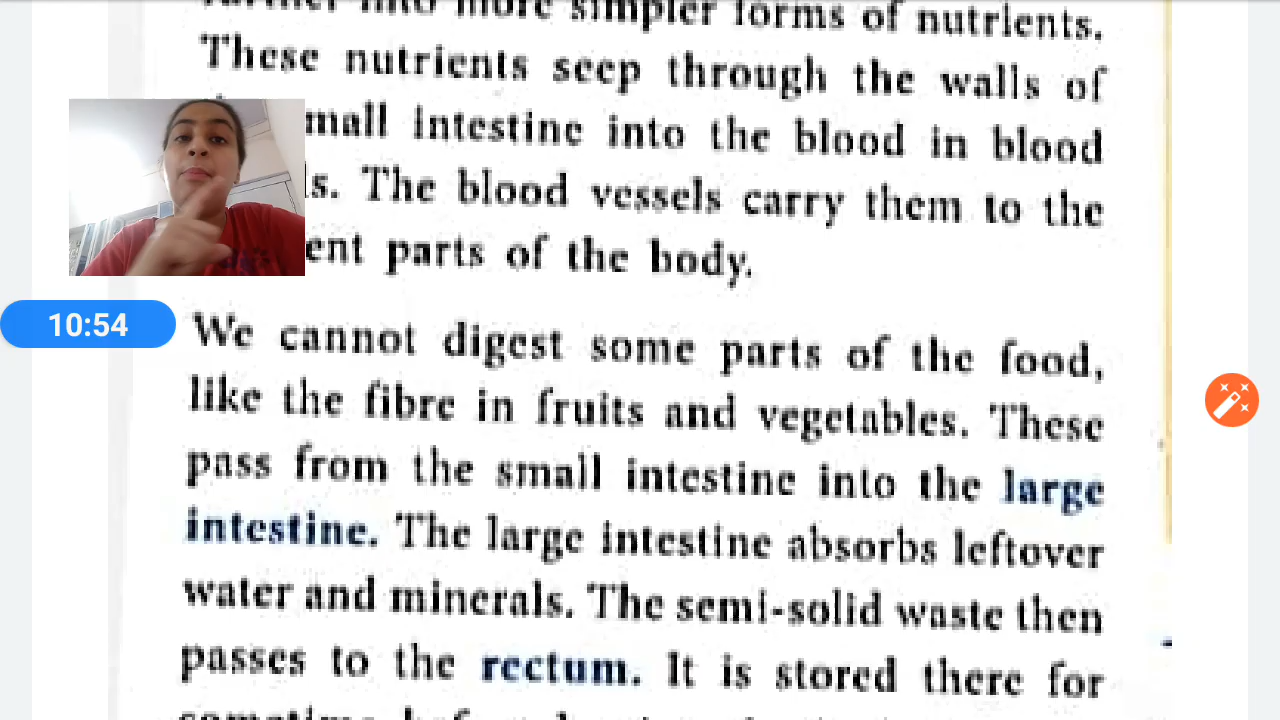 further into more simpler forms of nutrients.
These nutrients seep through the walls of
mall intestine into the blood in blood
s. The blood vessels carry them to the
ent parts of the body.
10:54
We cannot digest some parts of the food,
like the fibre in fruits and vegetables. These
pass from the small intestine into the large
intestine. The large intestine absorbs leftover
water and minerals. The semi-solid waste then
passes to the rectum. It is stored there for